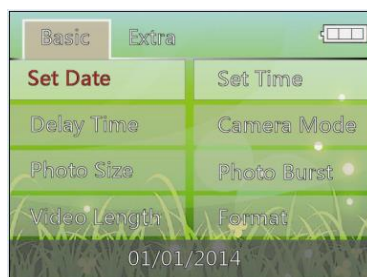 Basic Extra
Set Date Set Time
Delay Time Camera Mode
Photo Size Photo Burst
Video Length Format
01/01/2014